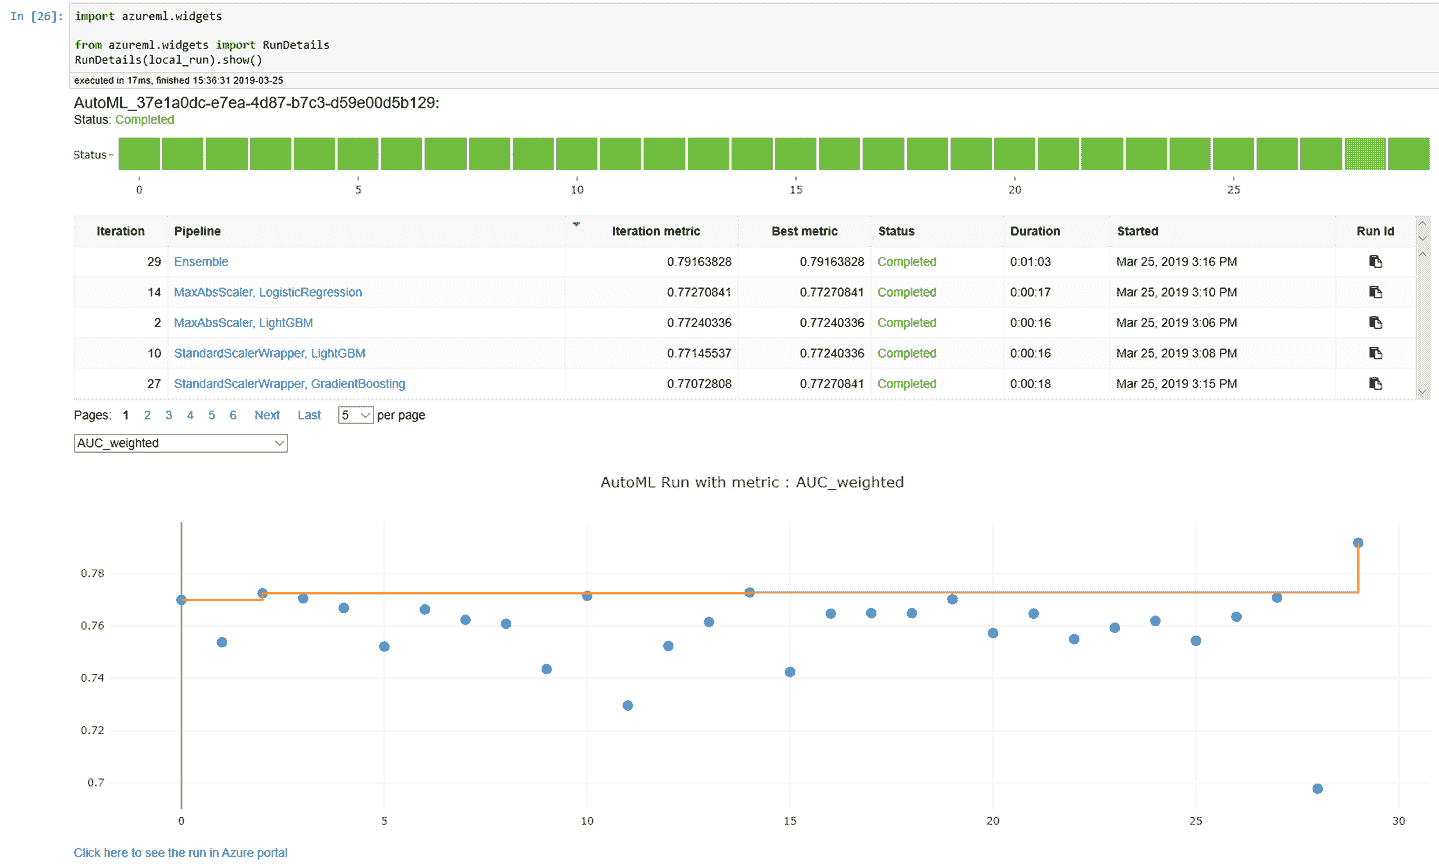 In [26]:
import azureml.widgets
from azureml.widgets import RunDetails
RunDetails(local_run).show()
executed in 17ms, finished 15:36:31 2019-03-25
AutoML_37e1a0dc-e7ea-4d87-b7c3-d59e00d5b129:
Status: Completed
Status
0 5 10 15 20 25
Iteration Pipeline Iteration metric Best metric Status Duration Started Run Id
29 Ensemble 0.79163828 0.79163828 Completed 0:01:03 Mar 25, 2019 3:16 PM
14 MaxAbsScaler, LogisticRegression 0.77270841 0.77270841 Completed 0:00:17 Mar 25, 2019 3:10 PM
2 MaxAbsScaler, LightGBM 0.77240336 0.77240336 Completed 0:00:16 Mar 25, 2019 3:06 PM
10 StandardScalerWrapper, LightGBM 0.77145537 0.77240336 Completed 0:00:16 Mar 25, 2019 3:08 PM
27 StandardScalerWrapper, GradientBoosting 0.77072808 0.77270841 Completed 0:00:18 Mar 25, 2019 3:15 PM
Pages: 1 2 3 4 5 6 Next Last 5 per page
AUC_weighted
AutoML Run with metric : AUC_weighted
0.78
0.76
0.74
0.72
0.7
0 5 10 15 20 25 30
Click here to see the run in Azure portal